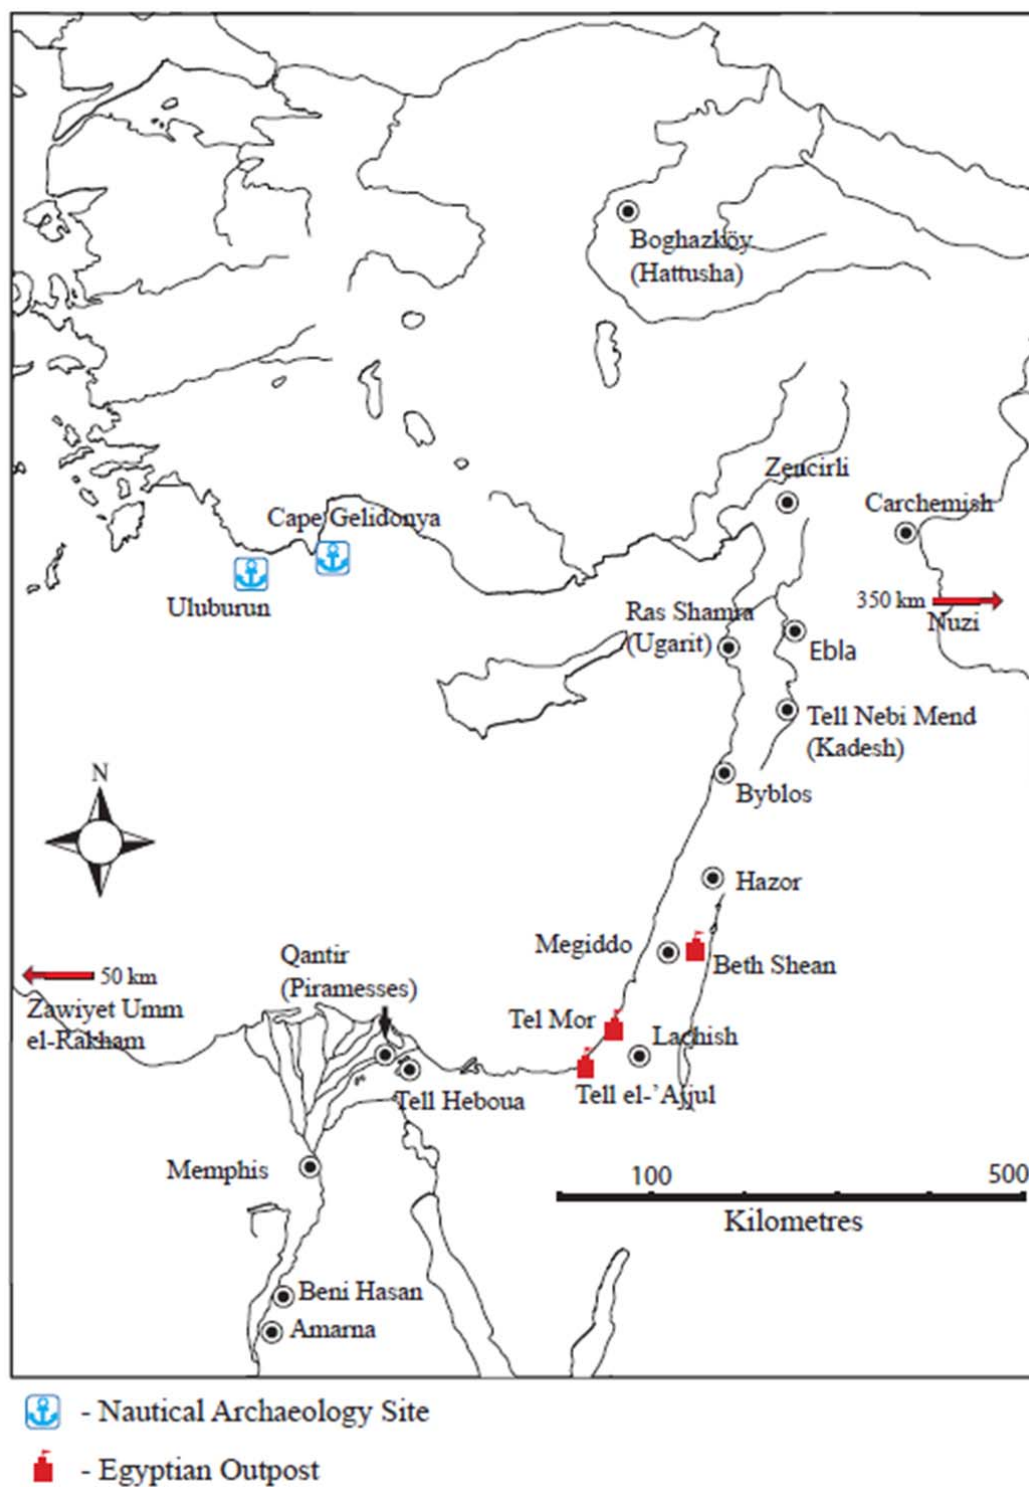 Boghazköy
(Hattusha)
Zencirli
Carchemish
Cape Gelidonya
Uluburun
350 km
Nuzi
Ras Shamra
(Ugarit)
Ebla
Tell Nebi Mend
(Kadesh)
N
Byblos
Hazor
Megiddo
Beth Shean
Qantir
(Piramesses)
50 km
Zawiyet Umm
el-Rakham
Tel Mor
Lachish
Tell el-’Ajjul
Tell Heboua
Memphis
100 500
Kilometres
Beni Hasan
Amarna
- Nautical Archaeology Site
- Egyptian Outpost